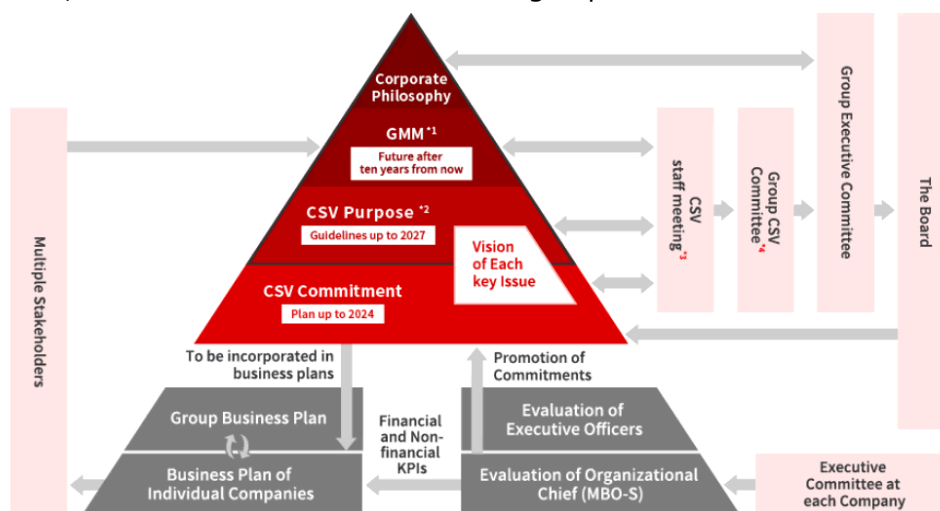 Corporate
Philosophy
GMM *1
Future after
ten years from now
CSV Purpose *2
Guidelines up to 2027
Vision
of Each
key Issue
CSV Commitment
Plan up to 2024
Multiple Stakeholders
CSV
staff meeting*3
Group CSV
Committee*4
Group Executive Committee
The Board
To be incorporated in
business plans
Promotion of
Commitments
Group Business Plan
Financial
and Non-
financial
KPIs
Evaluation of
Executive Officers
Business Plan of
Individual Companies
Evaluation of Organizational
Chief (MBO-S)
Executive
Committee at
each Company